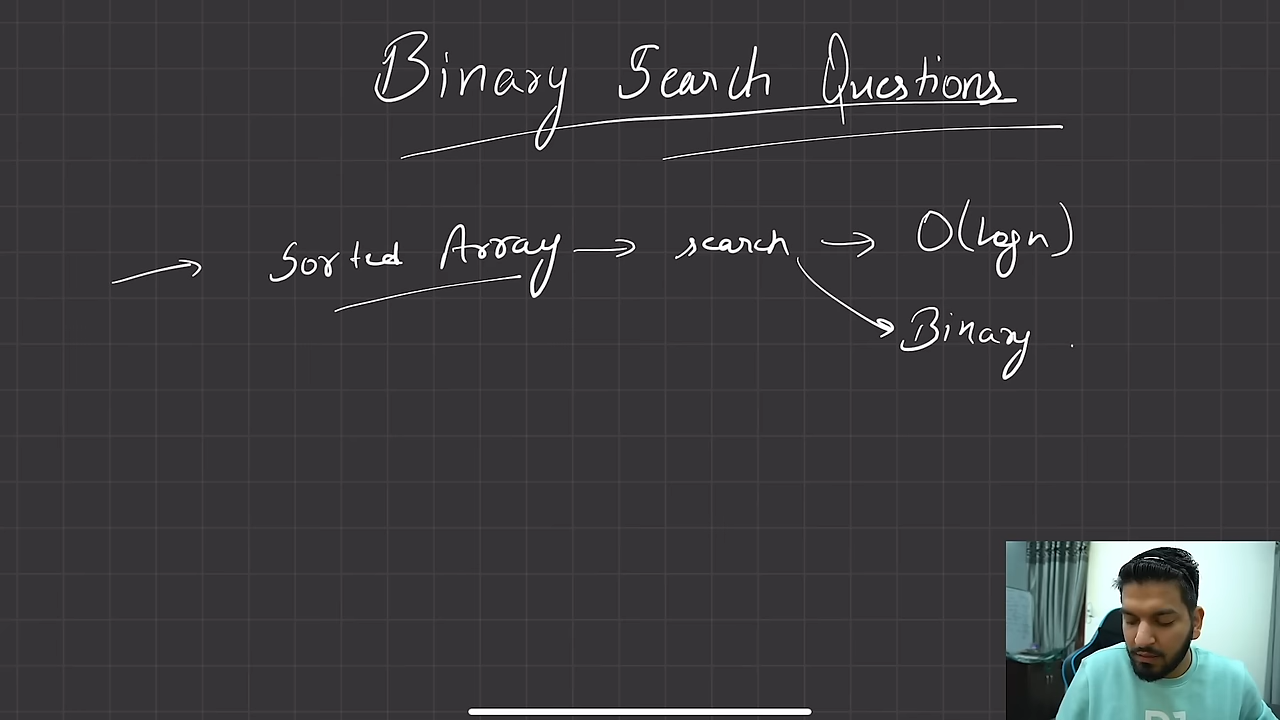 Binary Search Questions
→ Sorted Array → search → O(logn)
Binary .